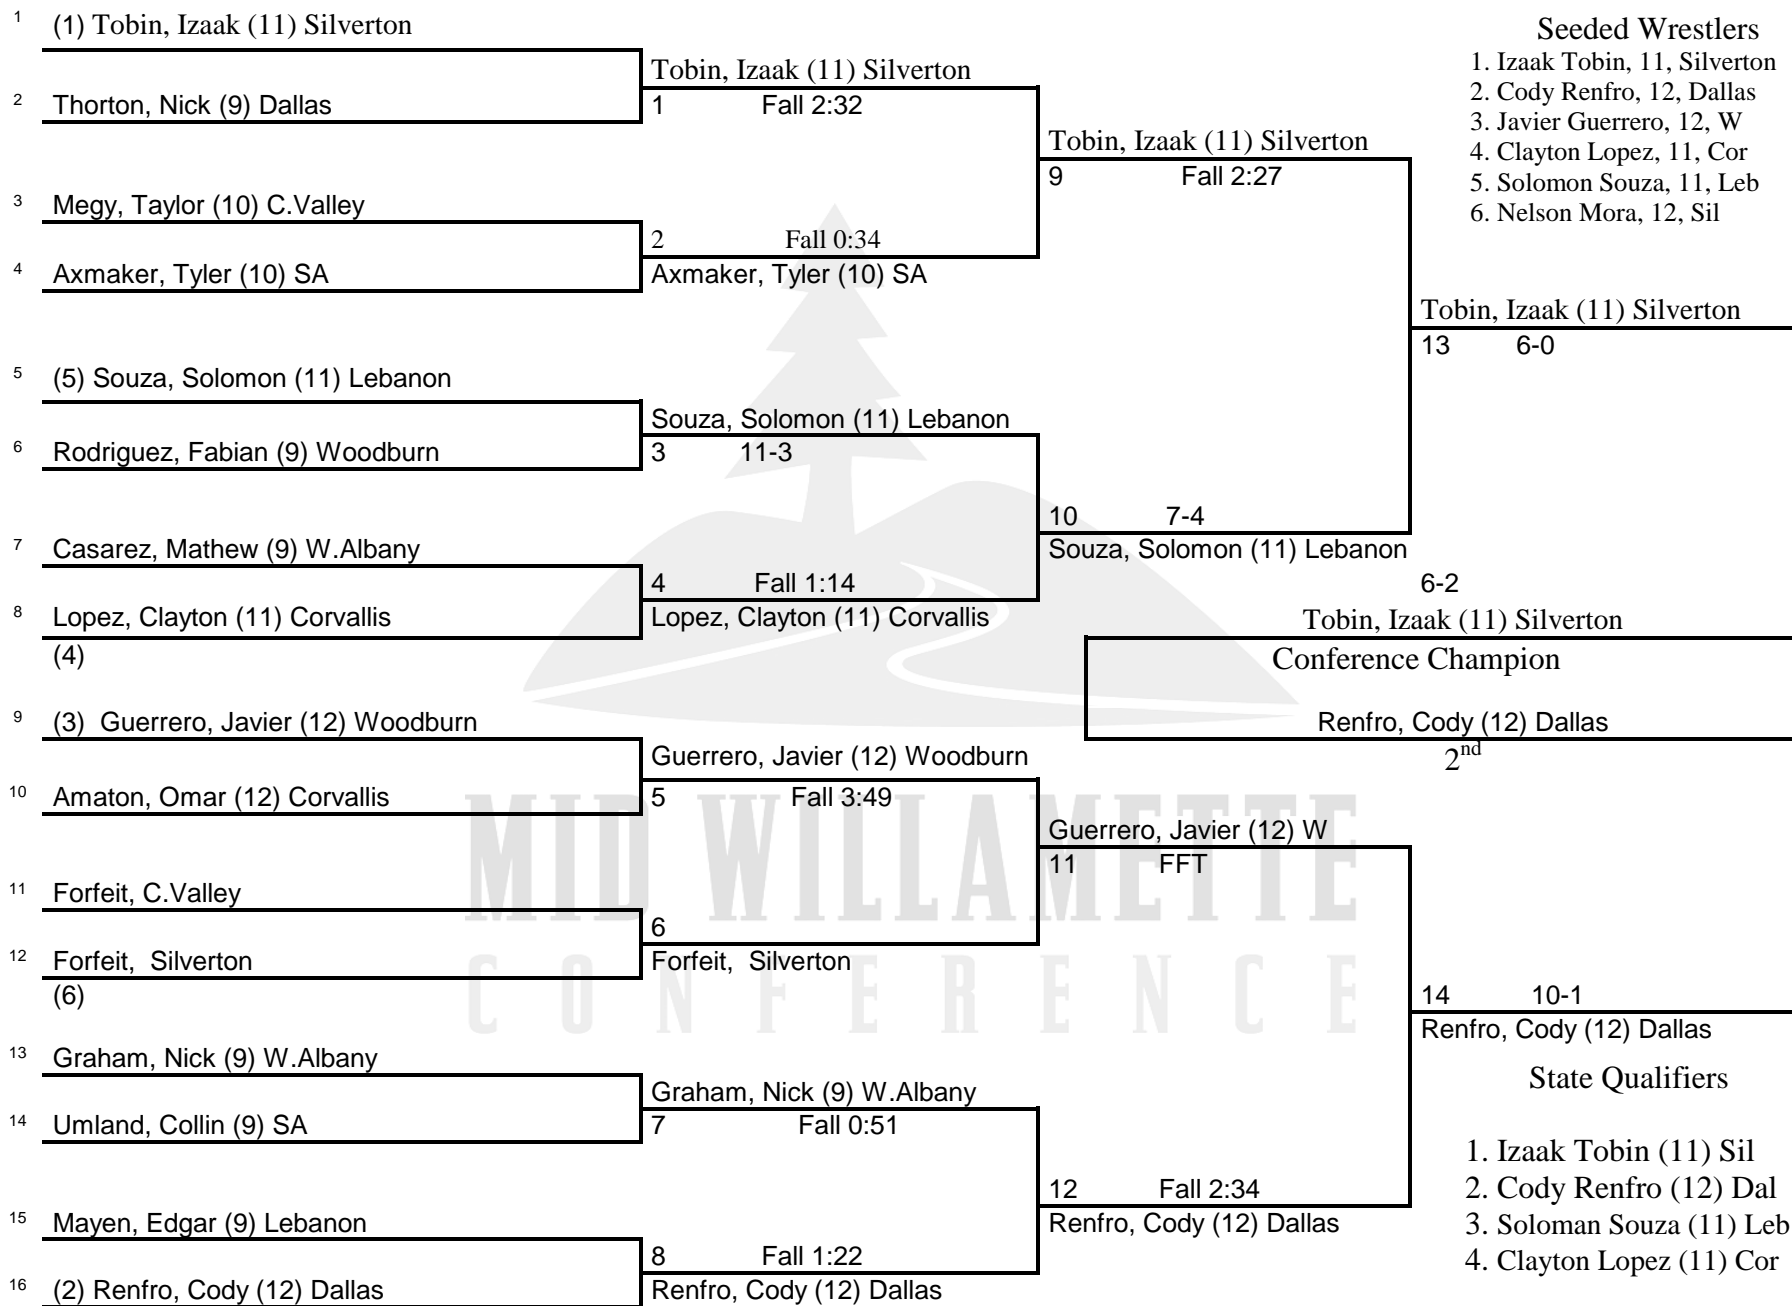 1 (1) Tobin, Izaak (11) Silverton
2 Thorton, Nick (9) Dallas
3 Megy, Taylor (10) C.Valley
4 Axmaker, Tyler (10) SA
5 (5) Souza, Solomon (11) Lebanon
6 Rodriguez, Fabian (9) Woodburn
7 Casarez, Mathew (9) W.Albany
8 Lopez, Clayton (11) Corvallis
(4)
9 (3) Guerrero, Javier (12) Woodburn
10 Amaton, Omar (12) Corvallis
11 Forfeit, C.Valley
12 Forfeit, Silverton
(6)
13 Graham, Nick (9) W.Albany
14 Umland, Collin (9) SA
15 Mayen, Edgar (9) Lebanon
16 (2) Renfro, Cody (12) Dallas
Tobin, Izaak (11) Silverton
1 Fall 2:32
2 Fall 0:34
Axmaker, Tyler (10) SA
Souza, Solomon (11) Lebanon
3 11-3
4 Fall 1:14
Lopez, Clayton (11) Corvallis
Guerrero, Javier (12) Woodburn
5 Fall 3:49
6
Forfeit, Silverton
Graham, Nick (9) W.Albany
7 Fall 0:51
8 Fall 1:22
Renfro, Cody (12) Dallas
Tobin, Izaak (11) Silverton
9 Fall 2:27
10 7-4
Souza, Solomon (11) Lebanon
Guerrero, Javier (12) W
11 FFT
12 Fall 2:34
Renfro, Cody (12) Dallas
Seeded Wrestlers
1. Izaak Tobin, 11, Silverton
2. Cody Renfro, 12, Dallas
3. Javier Guerrero, 12, W
4. Clayton Lopez, 11, Cor
5. Solomon Souza, 11, Leb
6. Nelson Mora, 12, Sil
Tobin, Izaak (11) Silverton
13 6-0
6-2
Tobin, Izaak (11) Silverton
Conference Champion
Renfro, Cody (12) Dallas
2nd
14 10-1
Renfro, Cody (12) Dallas
State Qualifiers
1. Izaak Tobin (11) Sil
2. Cody Renfro (12) Dal
3. Soloman Souza (11) Leb
4. Clayton Lopez (11) Cor
MID WILLAMETTE
CONFERENCE